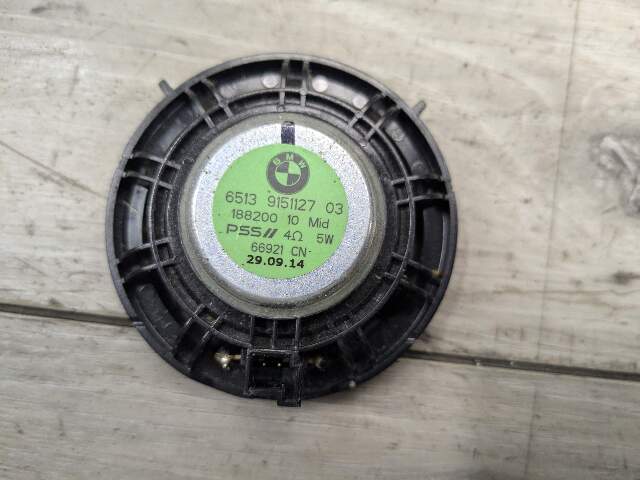 BMW
6513 9151127 03
188200 10 Mid
PSS// 4Ω 5W
66921 CN-
29.09.14